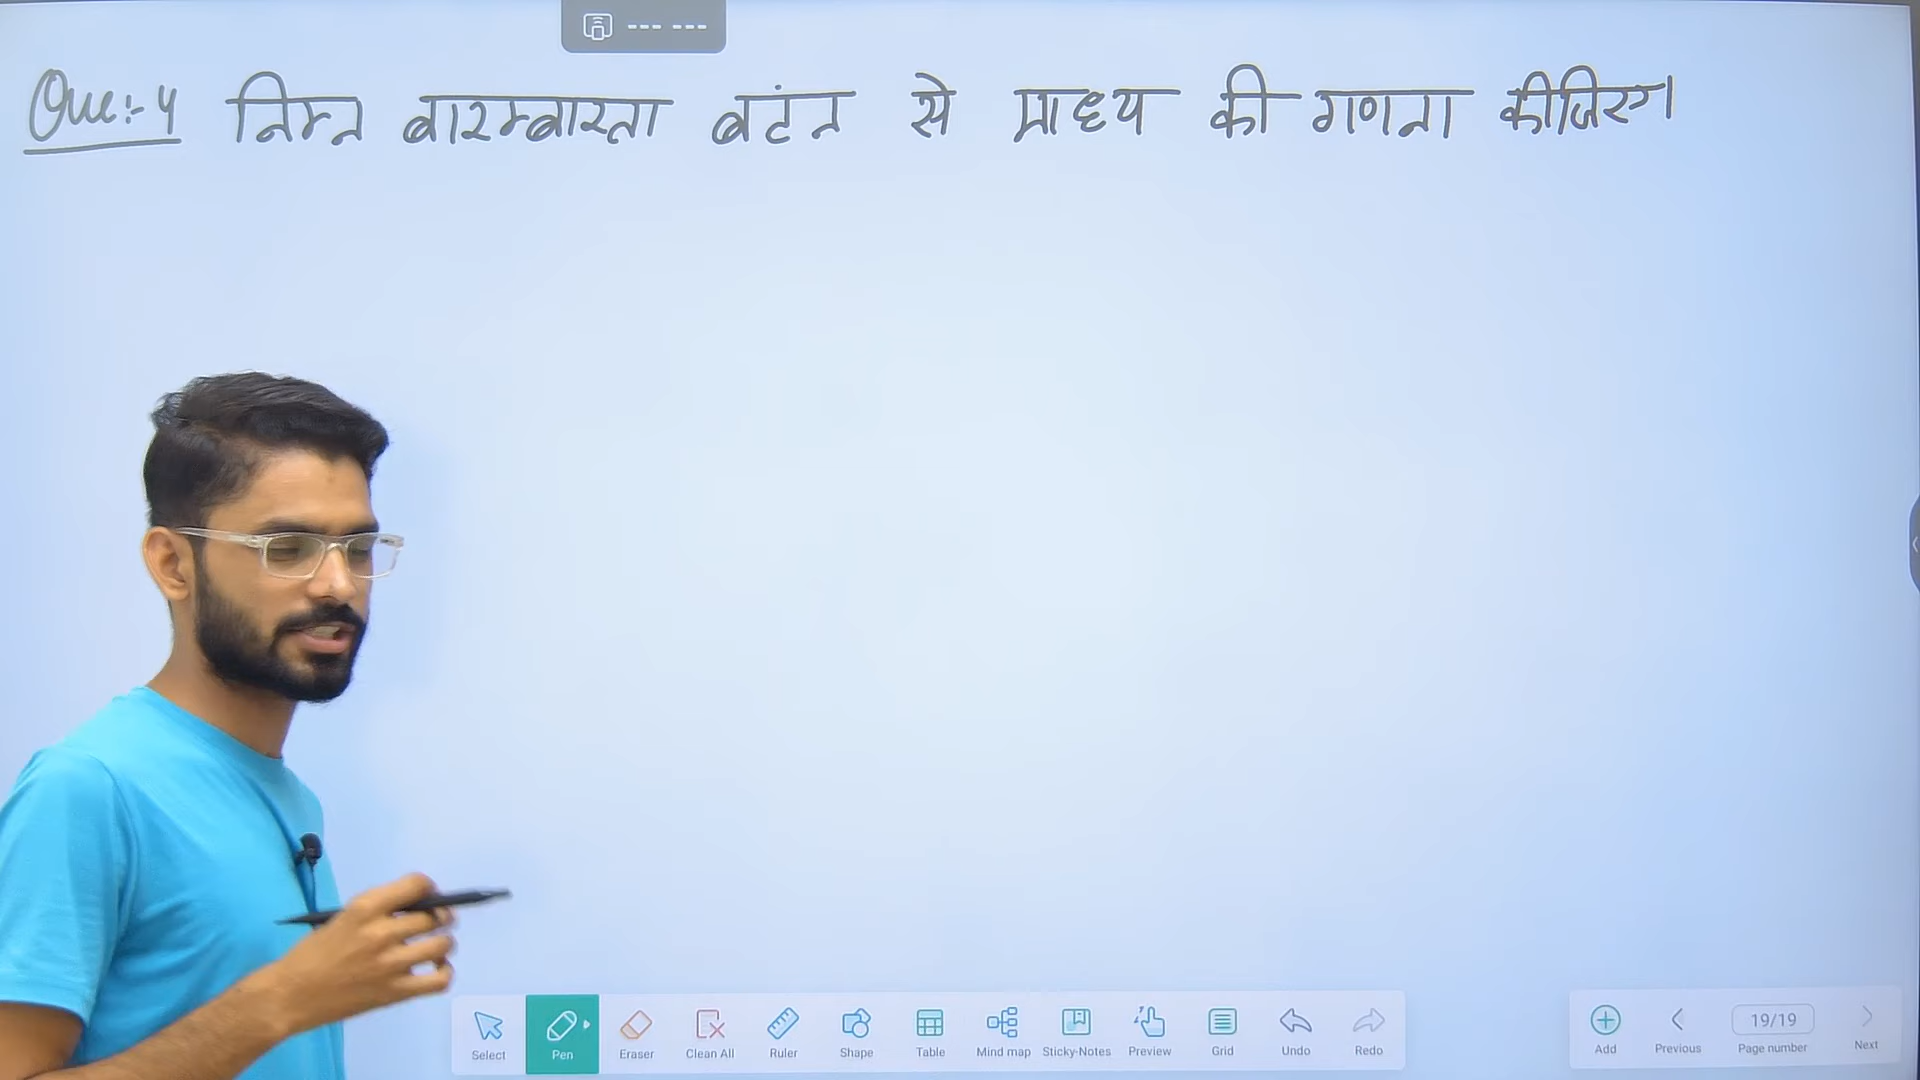 --- ---
Que:- 4 निम्न बारम्बारता बटंन से माध्य की गणना कीजिए।
Select Pen Eraser Clean All Ruler Shape Table Mind map Sticky-Notes Preview Grid Undo Redo Add Previous 19/19 Page number Next